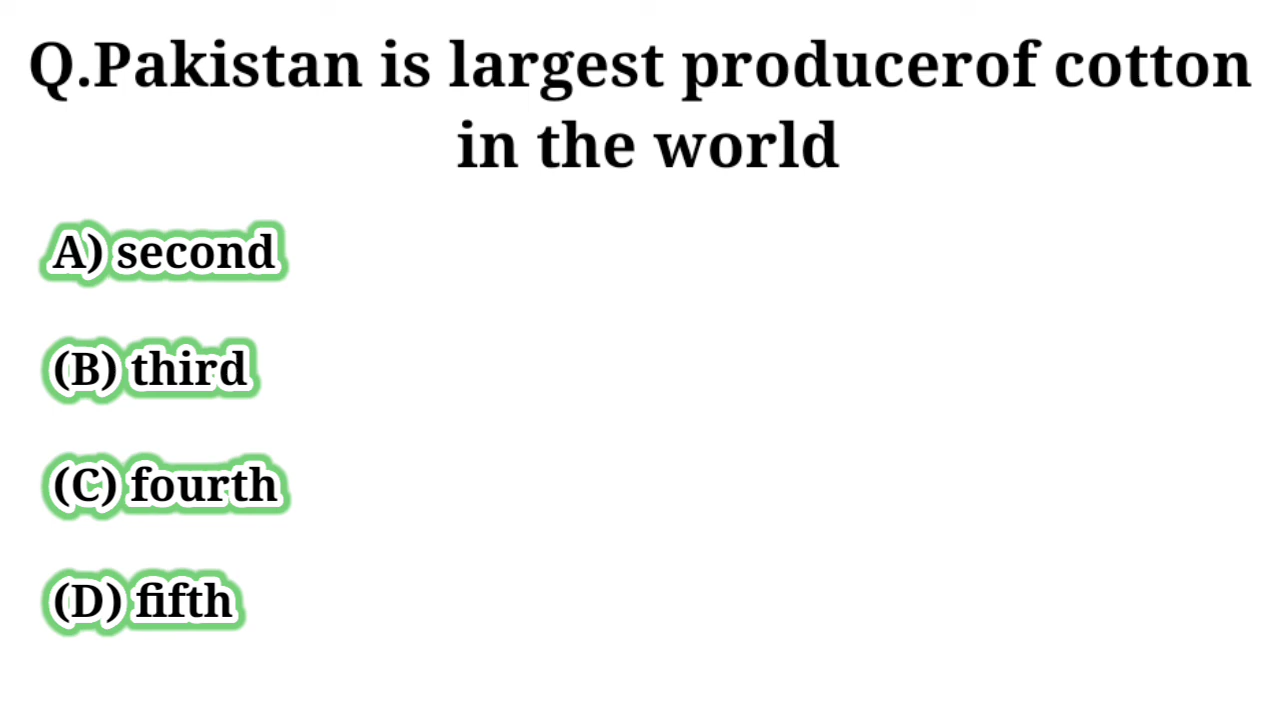 Q.Pakistan is largest producerof cotton
in the world
A) second
(B) third
(C) fourth
(D) fifth